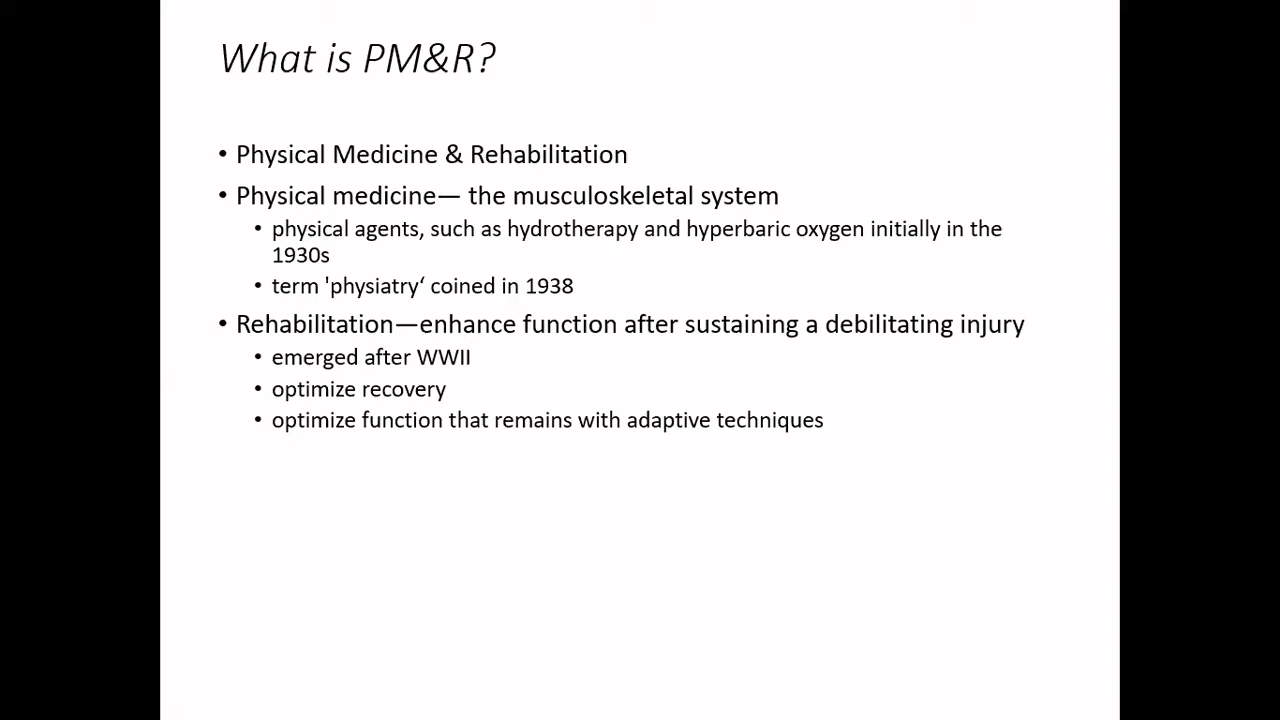 What is PM&R?
• Physical Medicine & Rehabilitation
• Physical medicine— the musculoskeletal system
• physical agents, such as hydrotherapy and hyperbaric oxygen initially in the
1930s
• term 'physiatry‘ coined in 1938
• Rehabilitation—enhance function after sustaining a debilitating injury
• emerged after WWII
• optimize recovery
• optimize function that remains with adaptive techniques